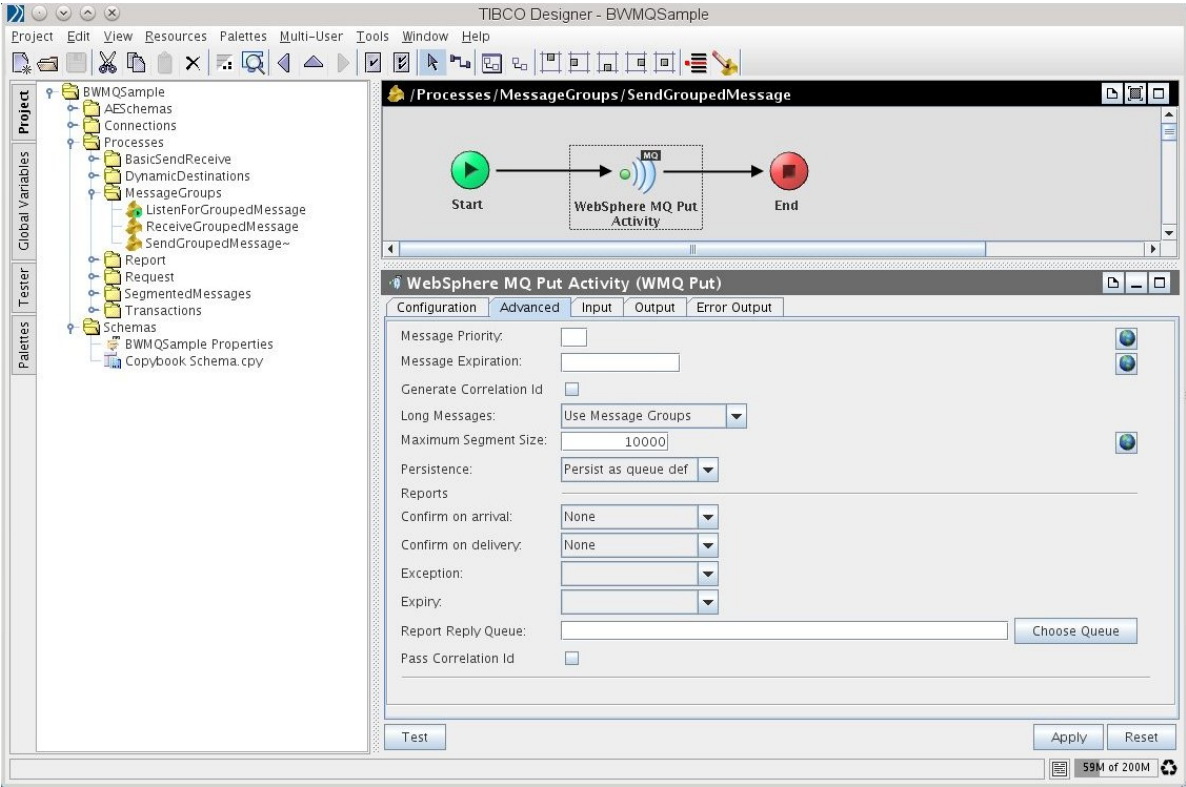 TIBCO Designer - BWMQSample
Project Edit View Resources Palettes Multi-User Tools Window Help
Project
Global Variables
Tester
Palettes
BWMQSample
AESchemas
Connections
Processes
BasicSendReceive
DynamicDestinations
MessageGroups
ListenForGroupedMessage
ReceiveGroupedMessage
SendGroupedMessage~
Report
Request
SegmentedMessages
Transactions
Schemas
BWMQSample Properties
Copybook Schema.cpy
/Processes/MessageGroups/SendGroupedMessage
MQ
Start
WebSphere MQ Put
Activity
End
WebSphere MQ Put Activity (WMQ Put)
Configuration Advanced Input Output Error Output
Message Priority:
Message Expiration:
Generate Correlation Id
Long Messages: Use Message Groups
Maximum Segment Size: 10000
Persistence: Persist as queue def
Reports
Confirm on arrival: None
Confirm on delivery: None
Exception:
Expiry:
Report Reply Queue: Choose Queue
Pass Correlation Id
Test Apply Reset
59M of 200M